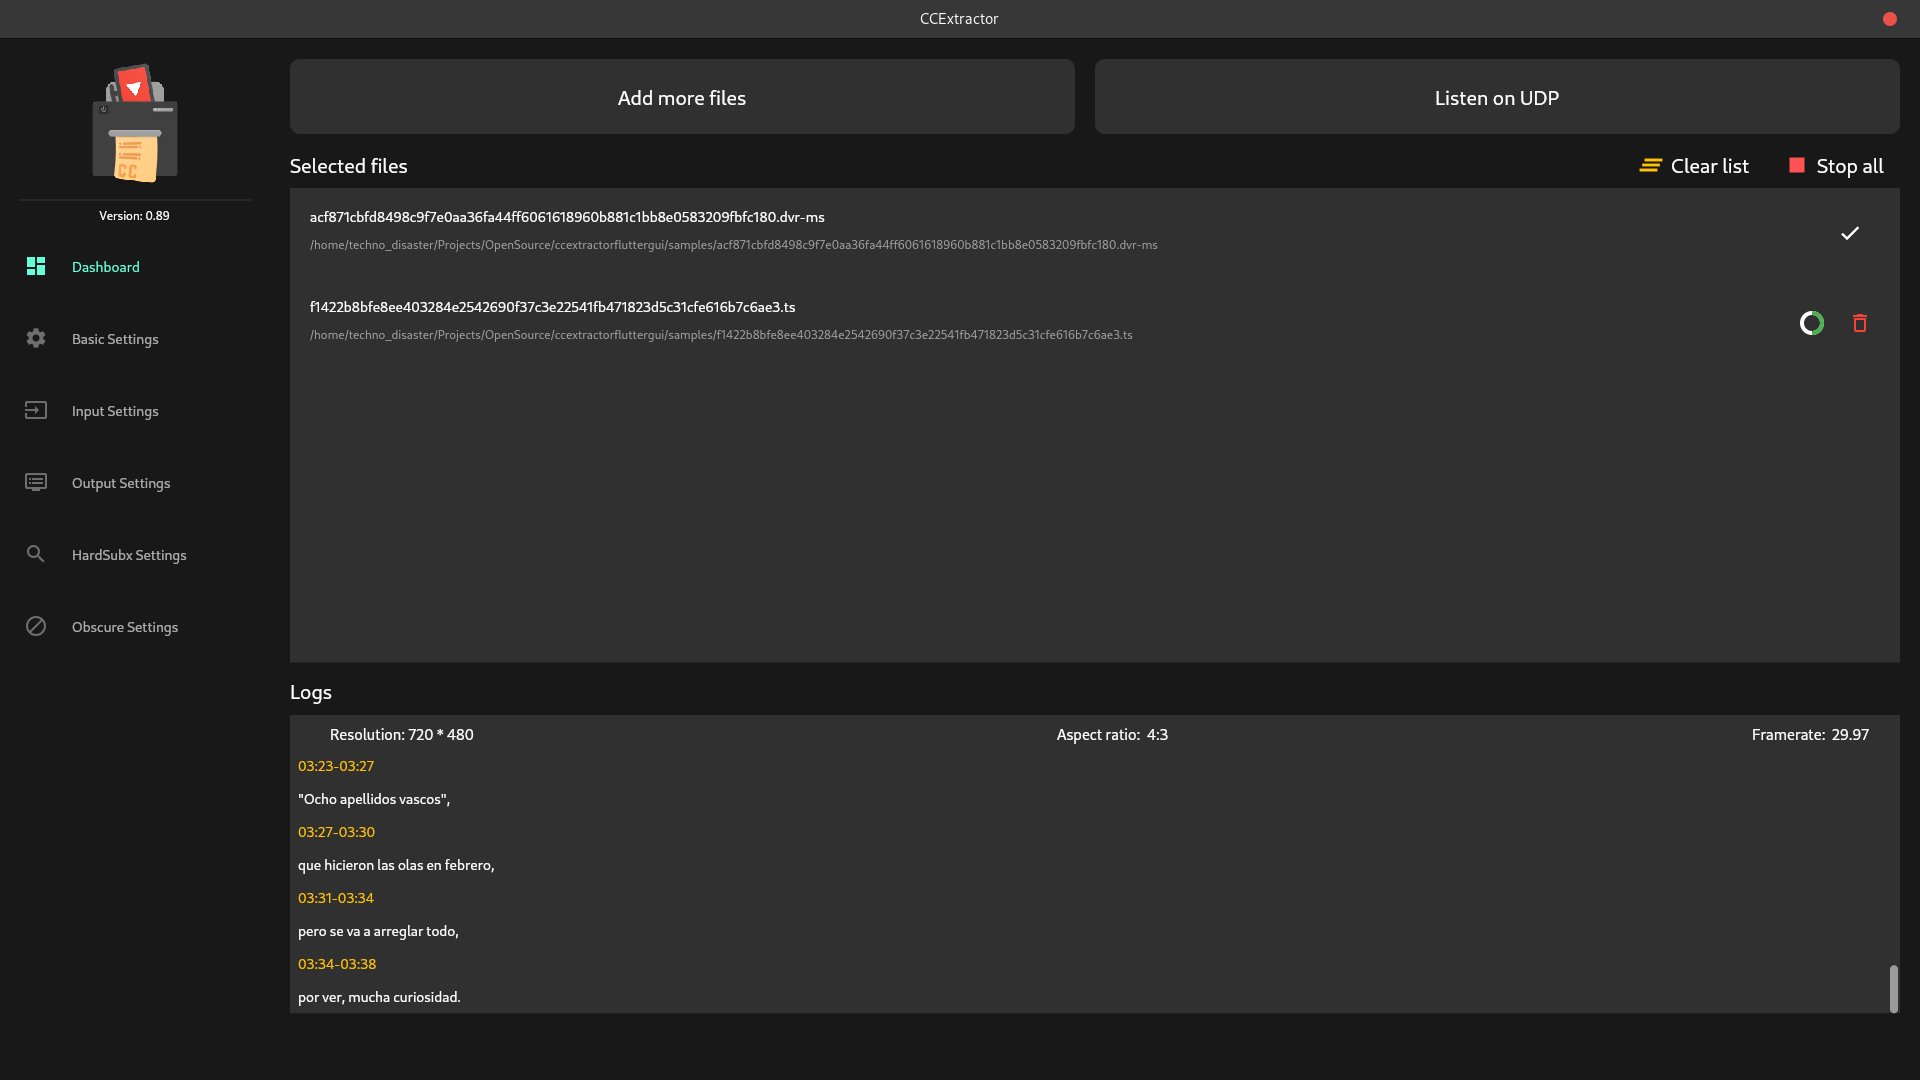 CCExtractor
CC
Version: 0.89
Dashboard
Basic Settings
Input Settings
Output Settings
HardSubx Settings
Obscure Settings
Add more files
Listen on UDP
Selected files
Clear list
Stop all
acf871cbfd8498c9f7e0aa36fa44ff6061618960b881c1bb8e0583209fbfc180.dvr-ms
/home/techno_disaster/Projects/OpenSource/ccextractorfluttergui/samples/acf871cbfd8498c9f7e0aa36fa44ff6061618960b881c1bb8e0583209fbfc180.dvr-ms
f1422b8bfe8ee403284e2542690f37c3e22541fb471823d5c31cfe616b7c6ae3.ts
/home/techno_disaster/Projects/OpenSource/ccextractorfluttergui/samples/f1422b8bfe8ee403284e2542690f37c3e22541fb471823d5c31cfe616b7c6ae3.ts
Logs
Resolution: 720 * 480
Aspect ratio: 4:3
Framerate: 29.97
03:23-03:27
"Ocho apellidos vascos",
03:27-03:30
que hicieron las olas en febrero,
03:31-03:34
pero se va a arreglar todo,
03:34-03:38
por ver, mucha curiosidad.